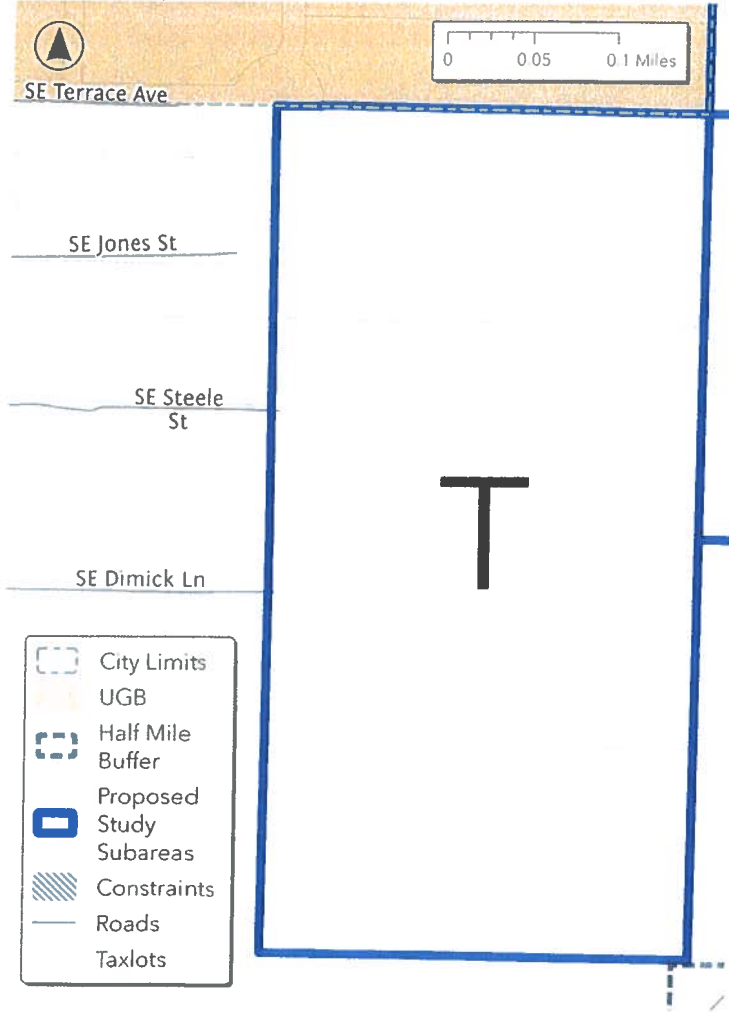 0 0.05 0.1 Miles
SE Terrace Ave
SE Jones St
SE Steele
St
T
SE Dimick Ln
City Limits
UGB
Half Mile
Buffer
Proposed
Study
Subareas
Constraints
Roads
Taxlots